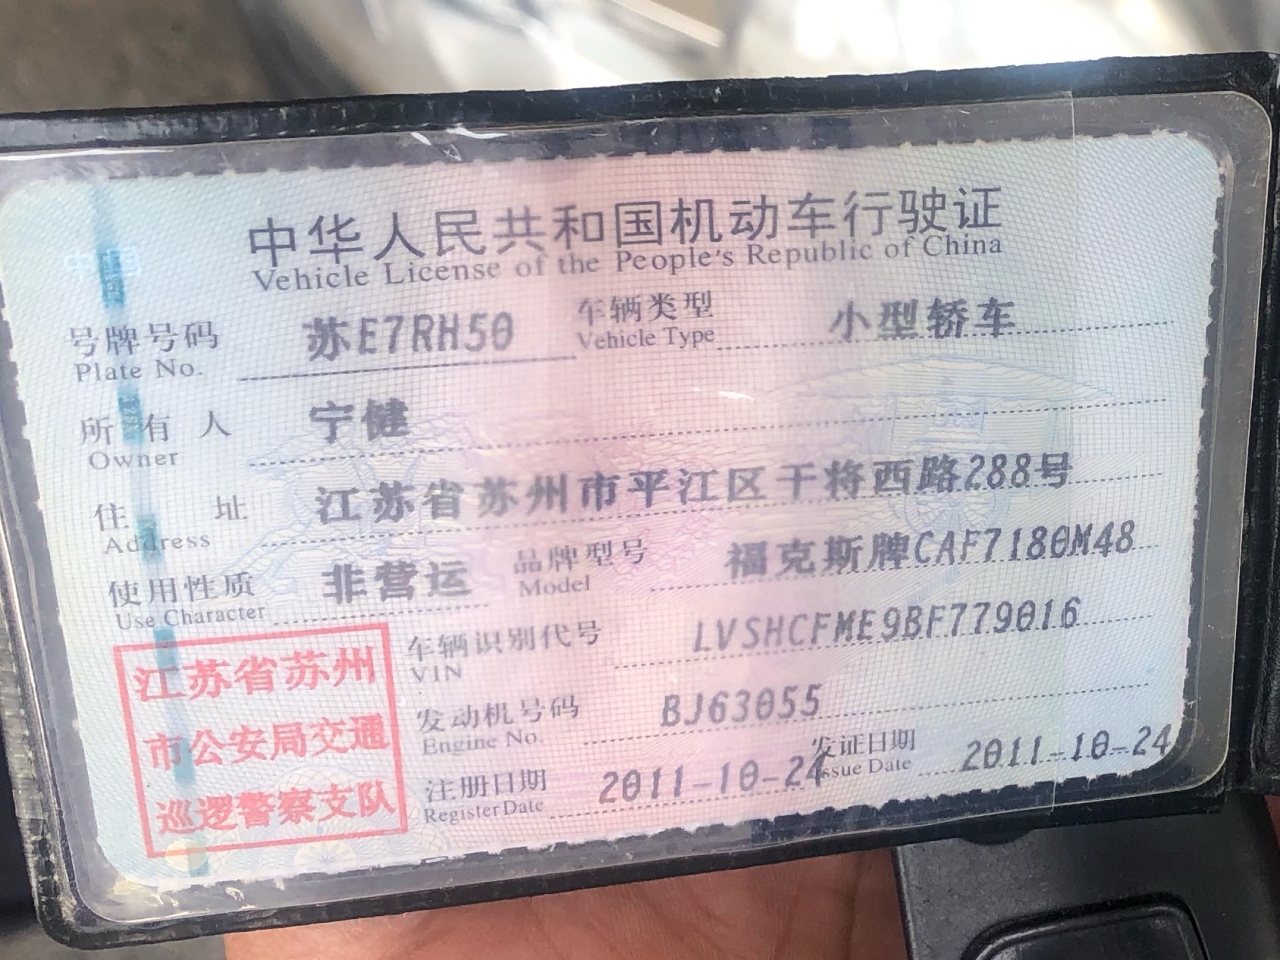 中华人民共和国机动车行驶证
Vehicle License of the People's Republic of China
号牌号码 苏E7RH50 车辆类型 小型轿车
Plate No. Vehicle Type
所有人 宁健
Owner
住址 江苏省苏州市平江区干将西路288号
Address
使用性质 非营运 品牌型号 福克斯牌CAF7180M48
Use Character Model
车辆识别代号 LVSHCFME9BF779016
VIN
发动机号码 BJ63055
Engine No.
注册日期 2011-10-24 发证日期 2011-10-24
Register Date Issue Date
江苏省苏州
市公安局交通
巡逻警察支队